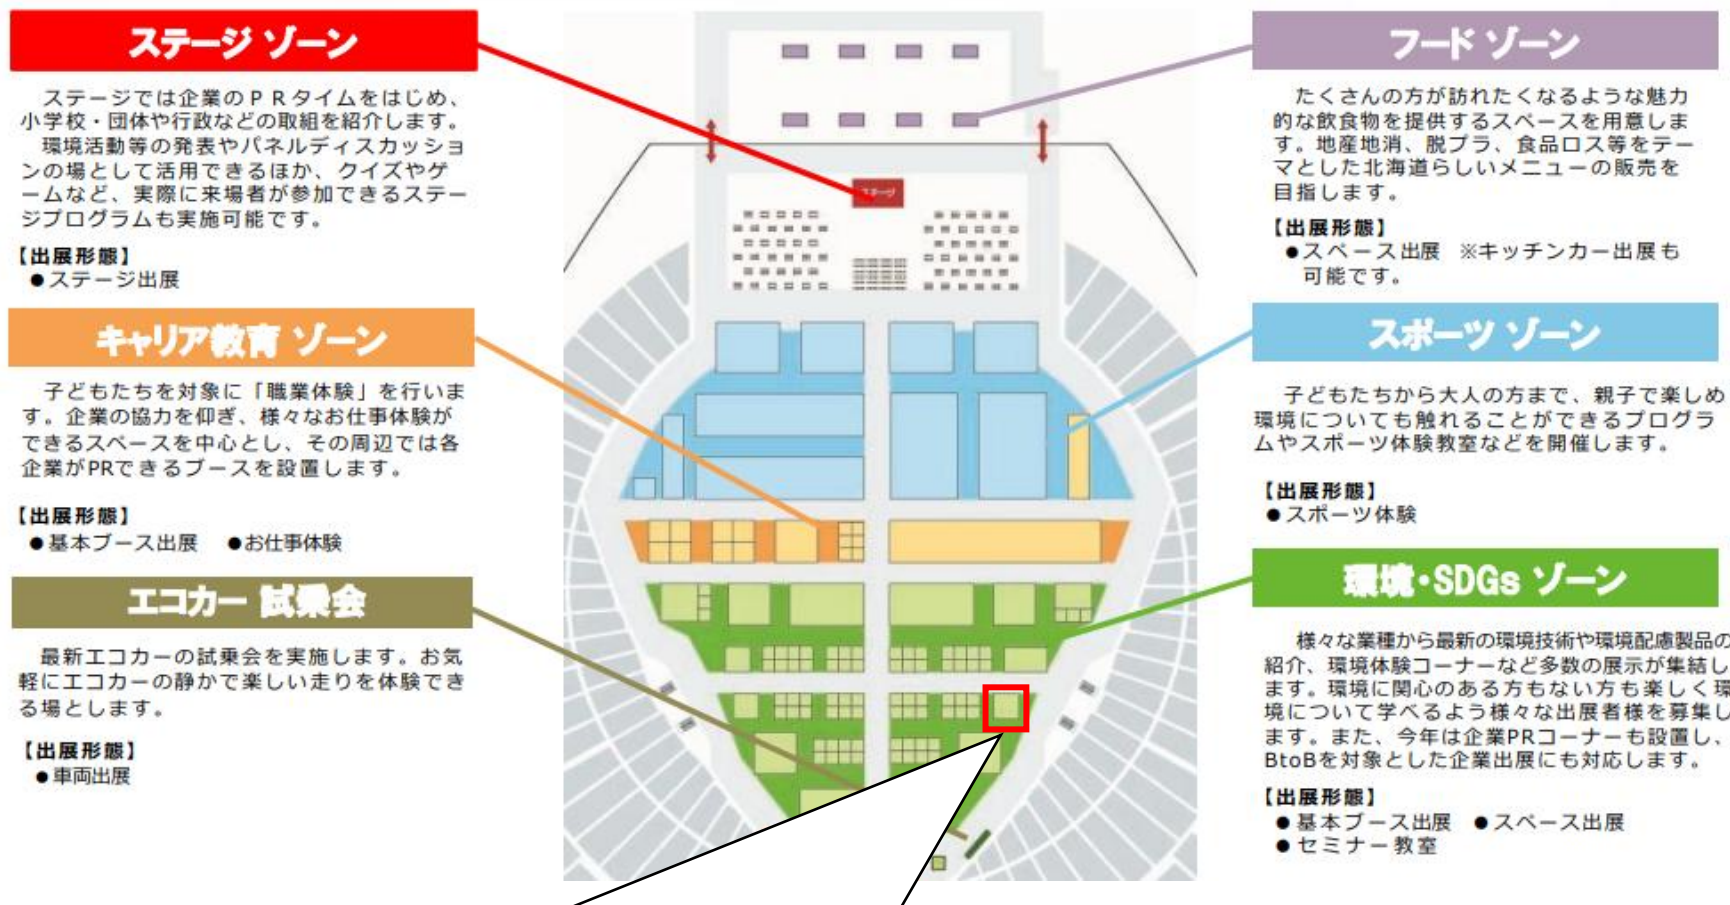 ステージ ゾーン
ステージでは企業のPRタイムをはじめ、
小学校・団体や行政などの取組を紹介します。
環境活動等の発表やパネルディスカッショ
ンの場として活用できるほか、クイズやゲ
ームなど、実際に来場者が参加できるステー
ジプログラムも実施可能です。
【出展形態】
●ステージ出展
キャリア教育 ゾーン
子どもたちを対象に「職業体験」を行いま
す。企業の協力を仰ぎ、様々なお仕事体験が
できるスペースを中心とし、その周辺では各
企業がPRできるブースを設置します。
【出展形態】
●基本ブース出展 ●お仕事体験
エコカー 試乗会
最新エコカーの試乗会を実施します。お気
軽にエコカーの静かで楽しい走りを体験でき
る場とします。
【出展形態】
●車両出展
ステージ
フード ゾーン
たくさんの方が訪れたくなるような魅力
的な飲食物を提供するスペースを用意しま
す。地産地消、脱プラ、食品ロス等をテー
マとした北海道らしいメニューの販売を
目指します。
【出展形態】
●スペース出展 ※キッチンカー出展も
可能です。
スポーツ ゾーン
子どもたちから大人の方まで、親子で楽しめ
環境についても触れることができるプログラ
ムやスポーツ体験教室などを開催します。
【出展形態】
●スポーツ体験
環境・SDGs ゾーン
様々な業種から最新の環境技術や環境配慮製品の
紹介、環境体験コーナーなど多数の展示が集結し
ます。環境に関心のある方もない方も楽しく環
境について学べるよう様々な出展者様を募集し
ます。また、今年は企業PRコーナーも設置し、
BtoBを対象とした企業出展にも対応します。
【出展形態】
●基本ブース出展 ●スペース出展
●セミナー教室